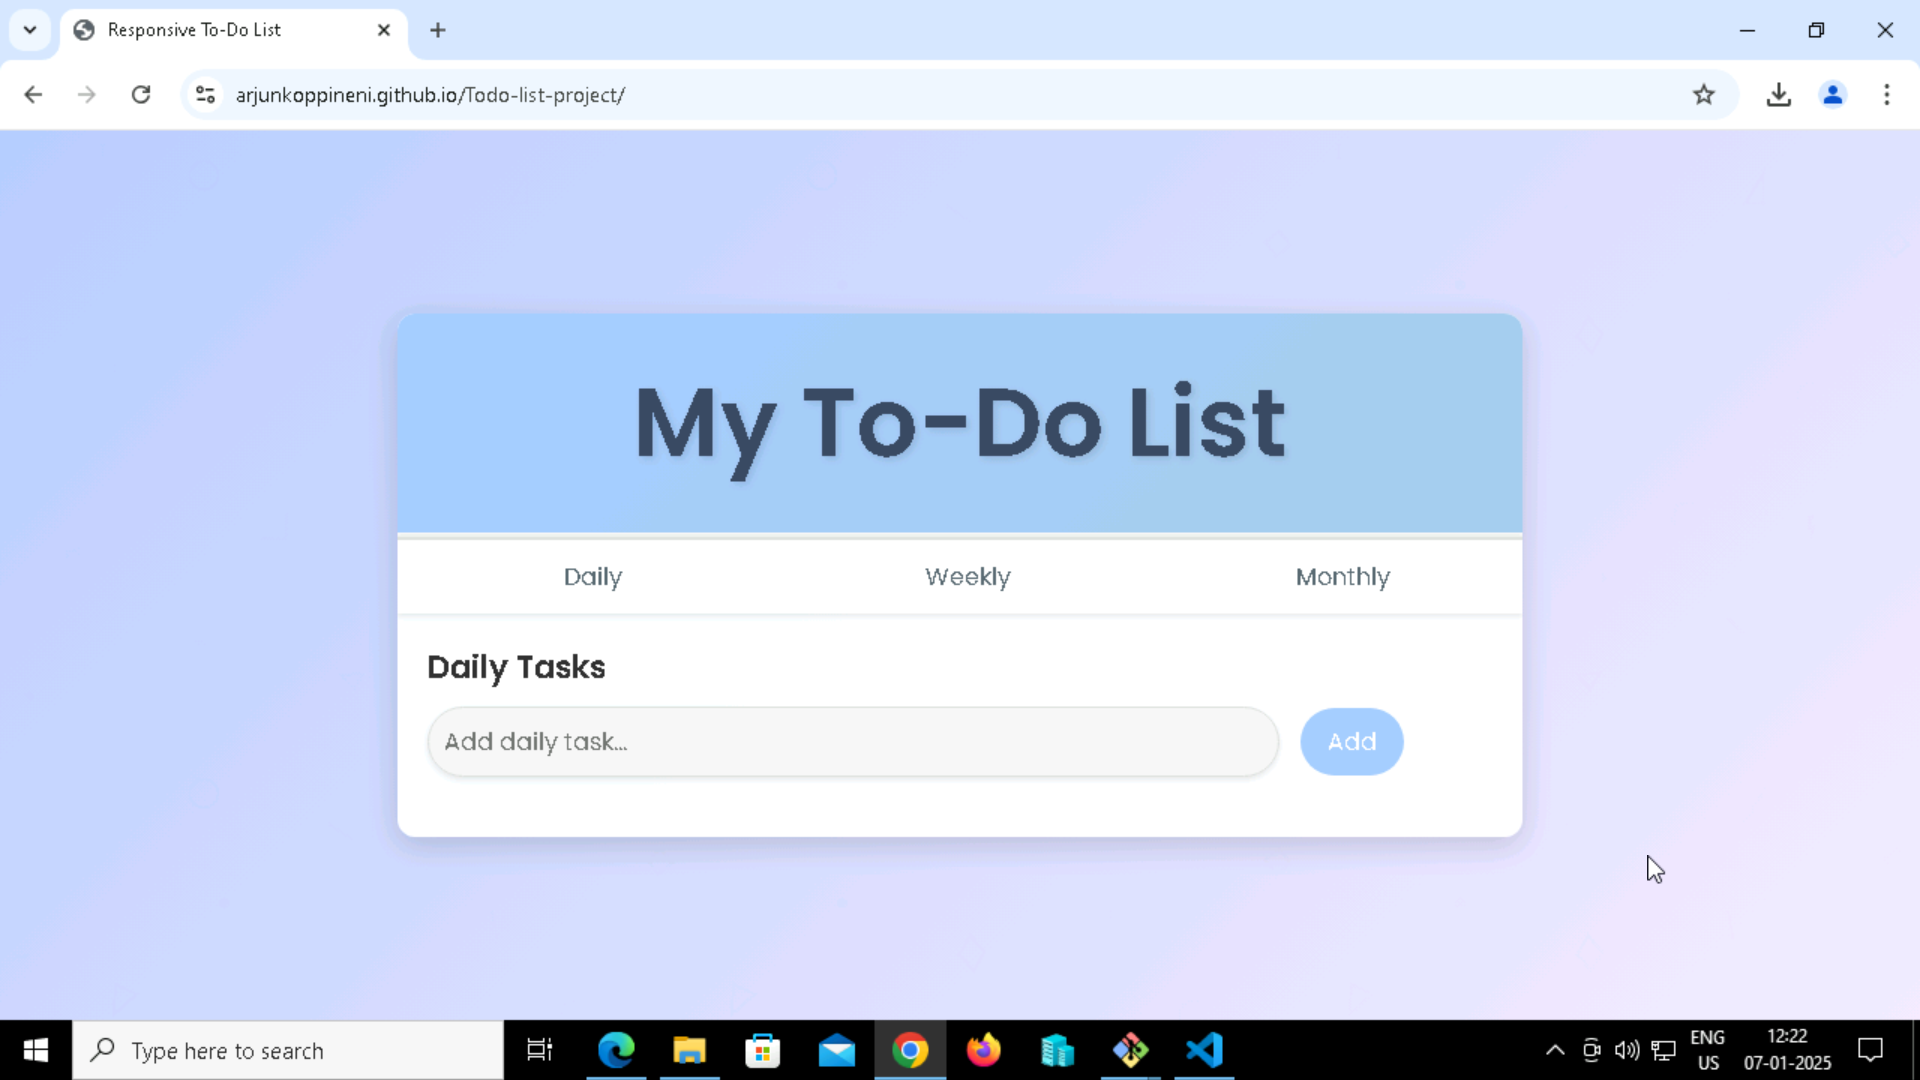 Responsive To-Do List
arjunkoppineni.github.io/Todo-list-project/
My To-Do List
Daily Weekly Monthly
Daily Tasks
Add daily task...
Add
Type here to search
ENG
US
12:22
07-01-2025